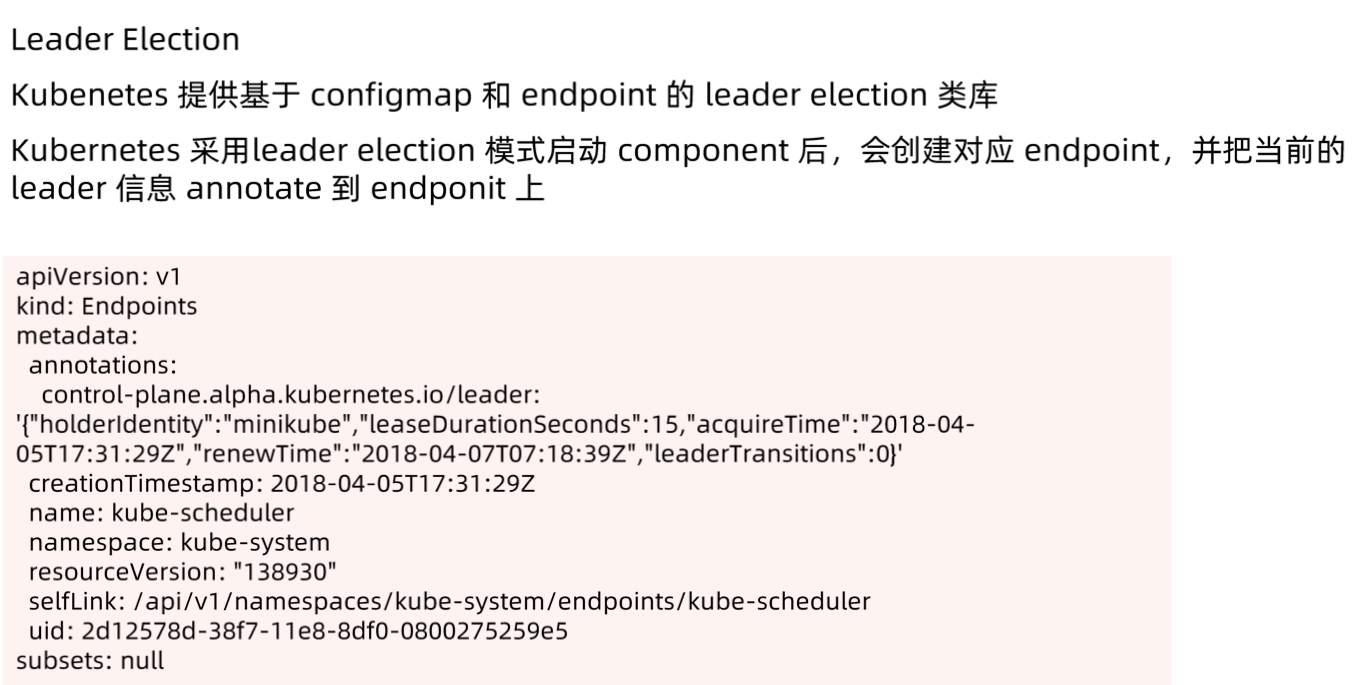 Leader Election
Kubenetes 提供基于 configmap 和 endpoint 的 leader election 类库
Kubernetes 采用leader election 模式启动 component 后，会创建对应 endpoint，并把当前的
leader 信息 annotate 到 endponit 上
apiVersion: v1
kind: Endpoints
metadata:
  annotations:
    control-plane.alpha.kubernetes.io/leader:
'{"holderIdentity":"minikube","leaseDurationSeconds":15,"acquireTime":"2018-04-
05T17:31:29Z","renewTime":"2018-04-07T07:18:39Z","leaderTransitions":0}'
  creationTimestamp: 2018-04-05T17:31:29Z
  name: kube-scheduler
  namespace: kube-system
  resourceVersion: "138930"
  selfLink: /api/v1/namespaces/kube-system/endpoints/kube-scheduler
  uid: 2d12578d-38f7-11e8-8df0-0800275259e5
subsets: null